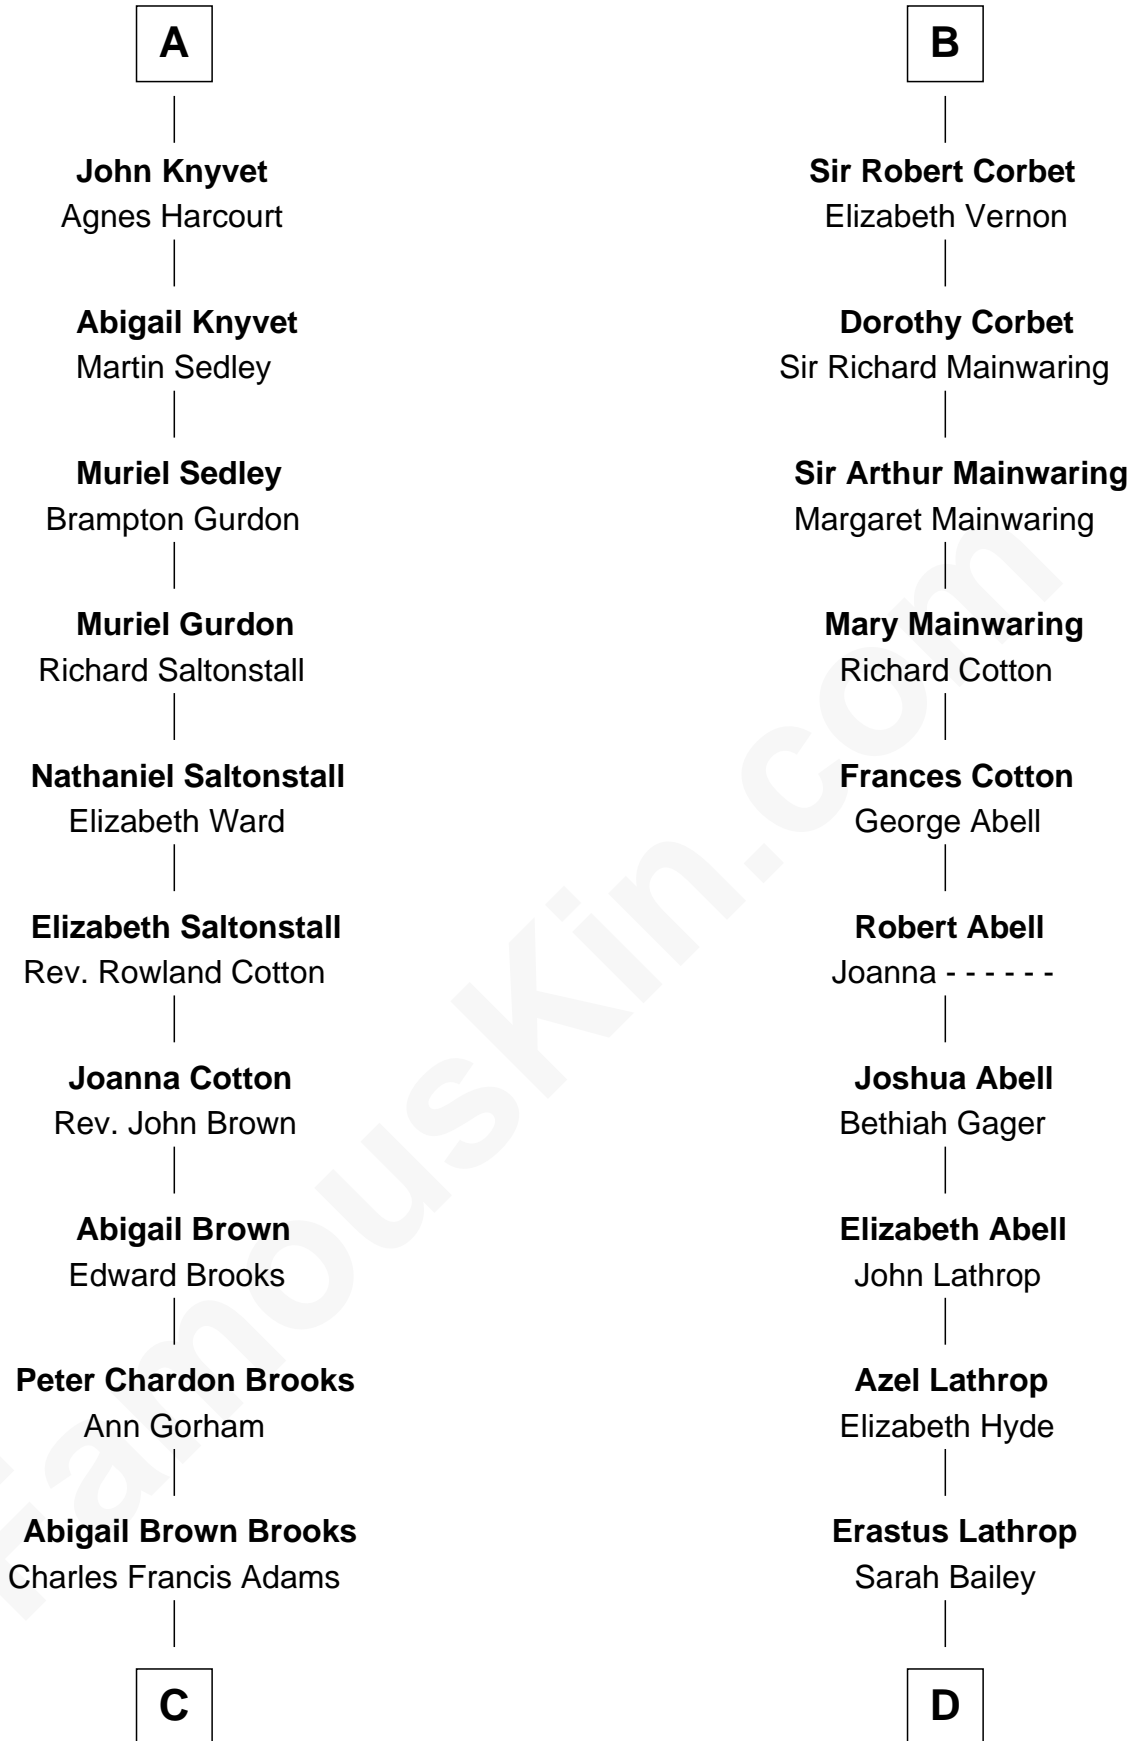 A
John Knyvet
Agnes Harcourt
Abigail Knyvet
Martin Sedley
Muriel Sedley
Brampton Gurdon
Muriel Gurdon
Richard Saltonstall
Nathaniel Saltonstall
Elizabeth Ward
Elizabeth Saltonstall
Rev. Rowland Cotton
Joanna Cotton
Rev. John Brown
Abigail Brown
Edward Brooks
Peter Chardon Brooks
Ann Gorham
Abigail Brown Brooks
Charles Francis Adams
C
B
Sir Robert Corbet
Elizabeth Vernon
Dorothy Corbet
Sir Richard Mainwaring
Sir Arthur Mainwaring
Margaret Mainwaring
Mary Mainwaring
Richard Cotton
Frances Cotton
George Abell
Robert Abell
Joanna - - - - - -
Joshua Abell
Bethiah Gager
Elizabeth Abell
John Lathrop
Azel Lathrop
Elizabeth Hyde
Erastus Lathrop
Sarah Bailey
D
FamousKin.com